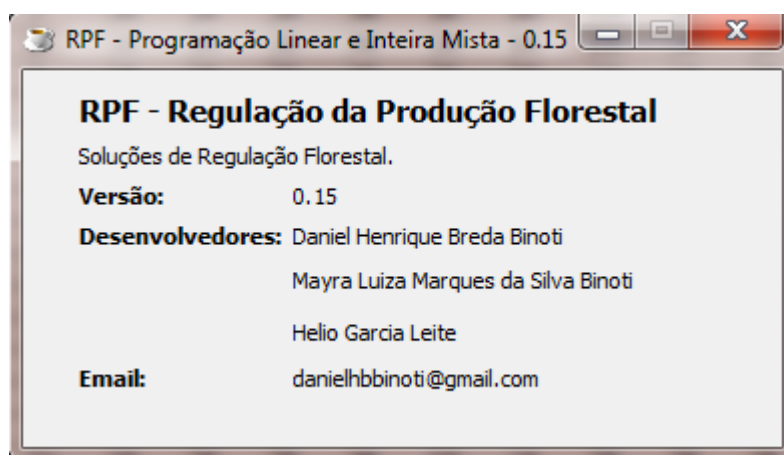 RPF - Programação Linear e Inteira Mista - 0.15
RPF - Regulação da Produção Florestal
Soluções de Regulação Florestal.
Versão: 0.15
Desenvolvedores: Daniel Henrique Breda Binoti
Mayra Luiza Marques da Silva Binoti
Helio Garcia Leite
Email: danielhbbinoti@gmail.com